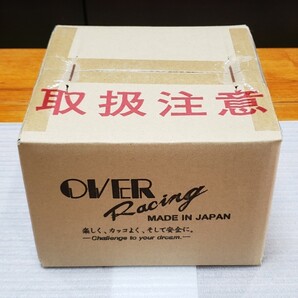 取扱注意
OVER
Racing
MADE IN JAPAN
楽しく、カッコよく、そして安全に。
—Challenge to your dream.—